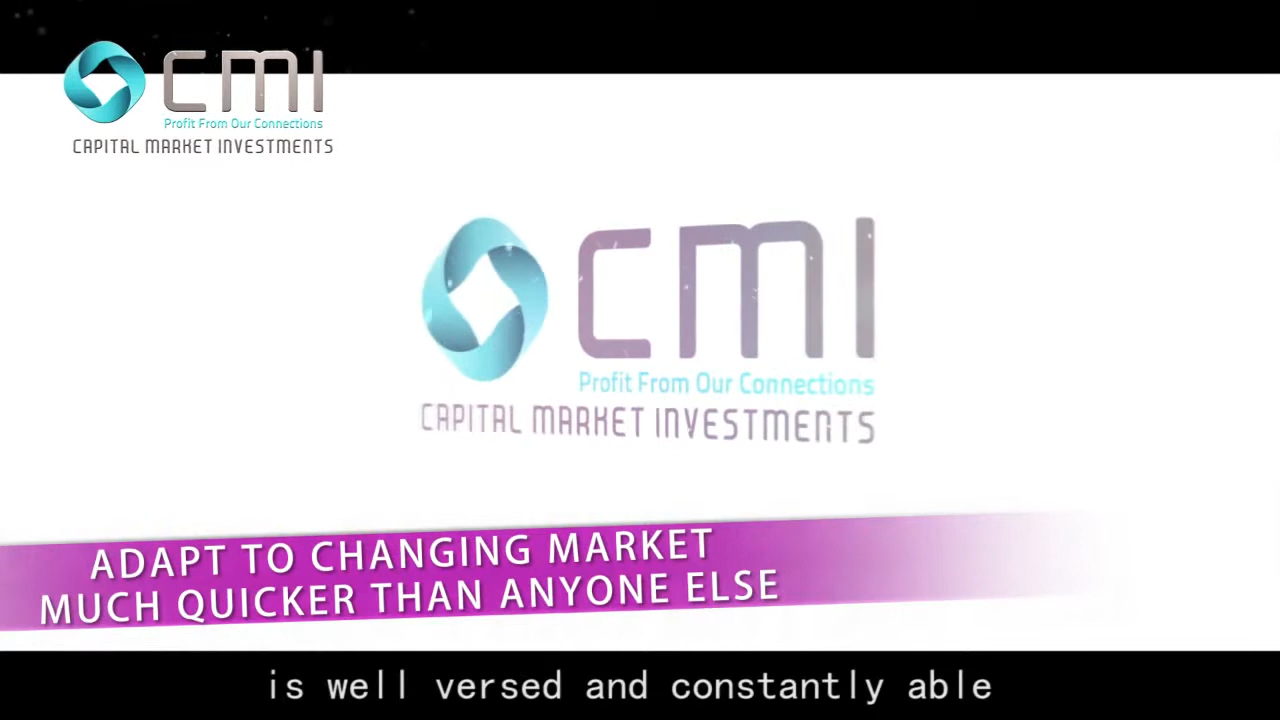 CMI
Profit From Our Connections
CAPITAL MARKET INVESTMENTS
CMI
Profit From Our Connections
CAPITAL MARKET INVESTMENTS
ADAPT TO CHANGING MARKET
MUCH QUICKER THAN ANYONE ELSE
is well versed and constantly able